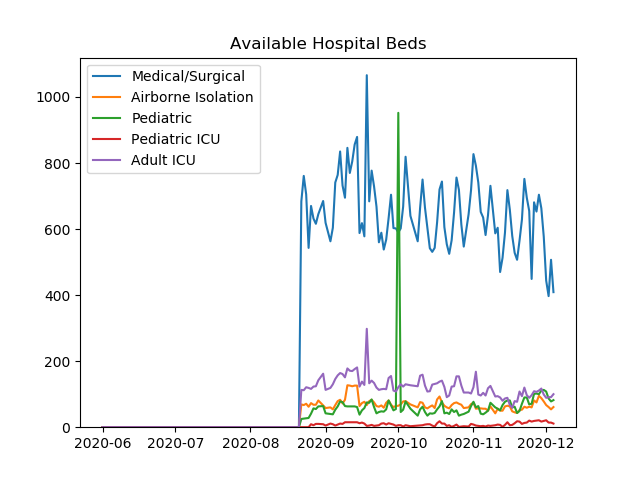 Available Hospital Beds
Medical/Surgical
Airborne Isolation
Pediatric
Pediatric ICU
Adult ICU
1000
800
600
400
200
0
2020-06 2020-07 2020-08 2020-09 2020-10 2020-11 2020-12